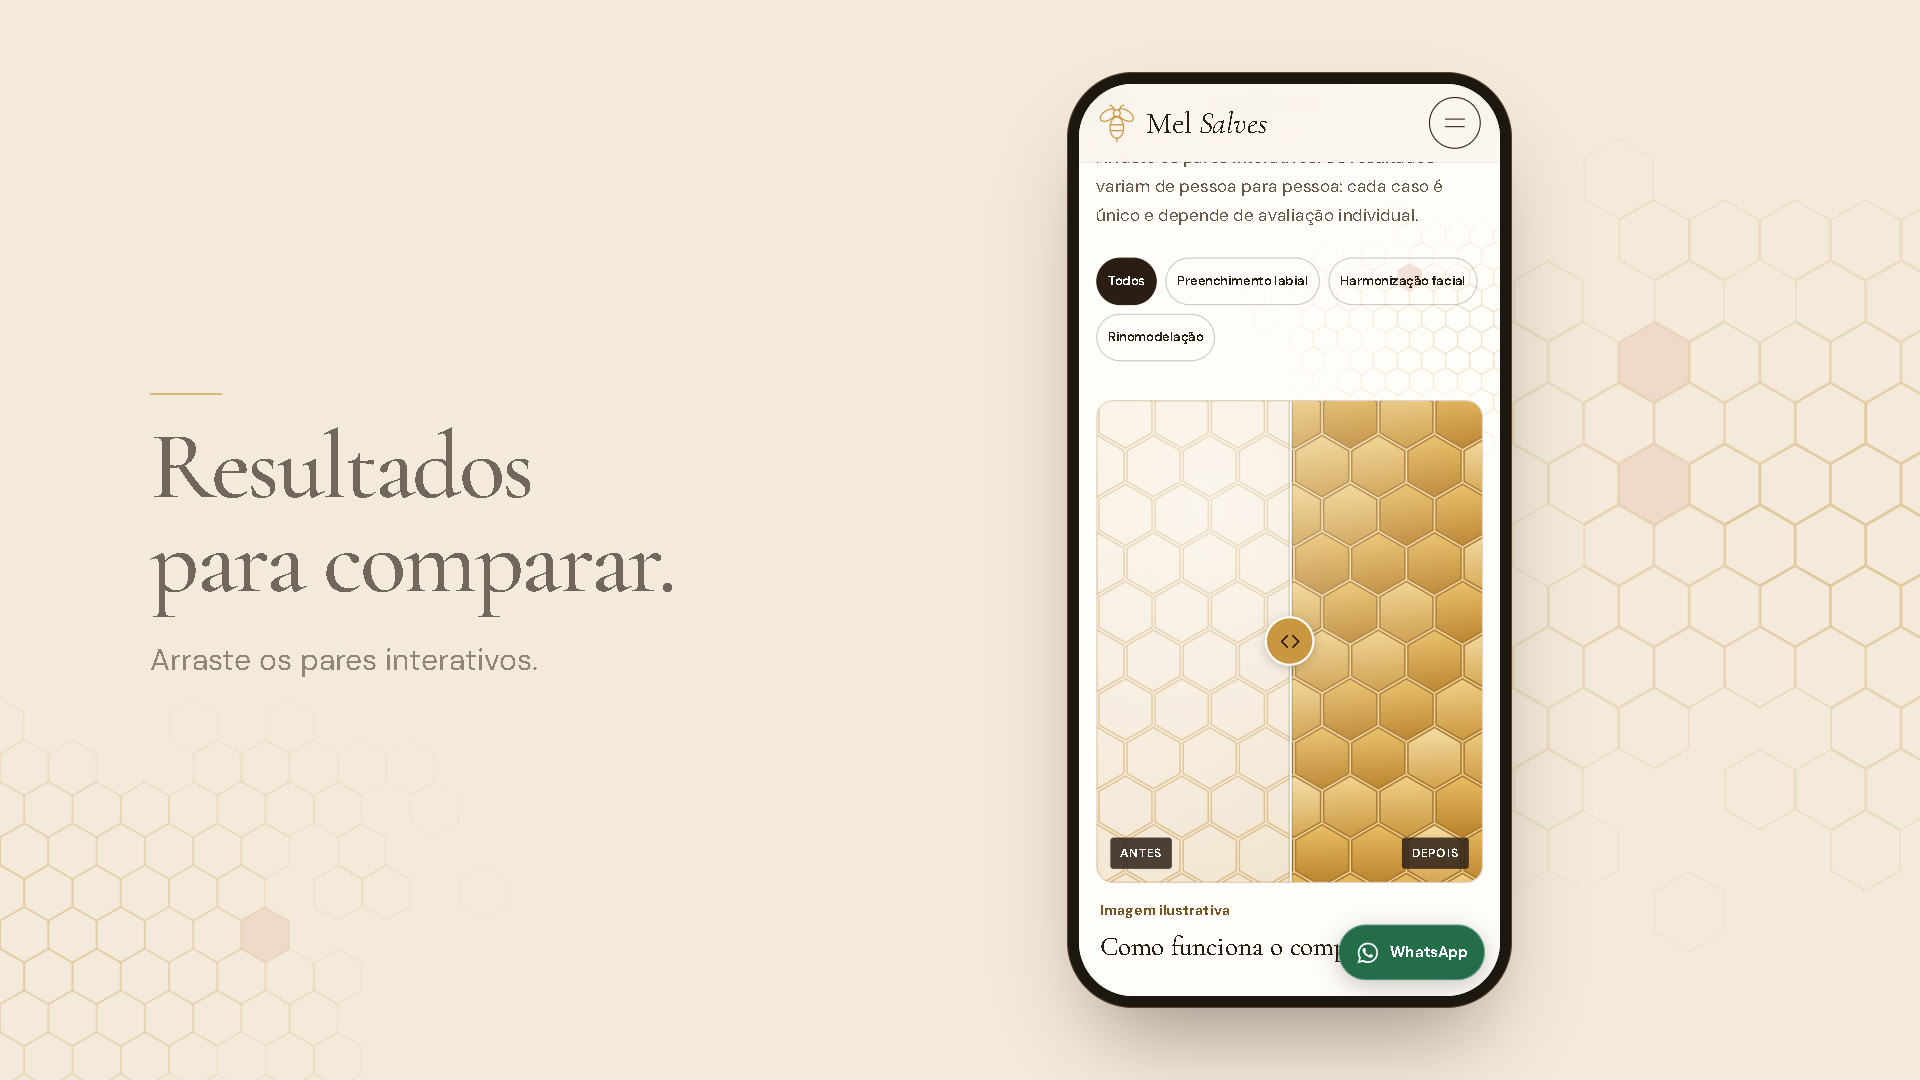 Resultados
para comparar.
Arraste os pares interativos.
Mel Salves
variam de pessoa para pessoa: cada caso é
único e depende de avaliação individual.
Todos
Preenchimento labial
Harmonização facial
Rinomodelação
ANTES
DEPOIS
Imagem ilustrativa
Como funciona o comp
WhatsApp